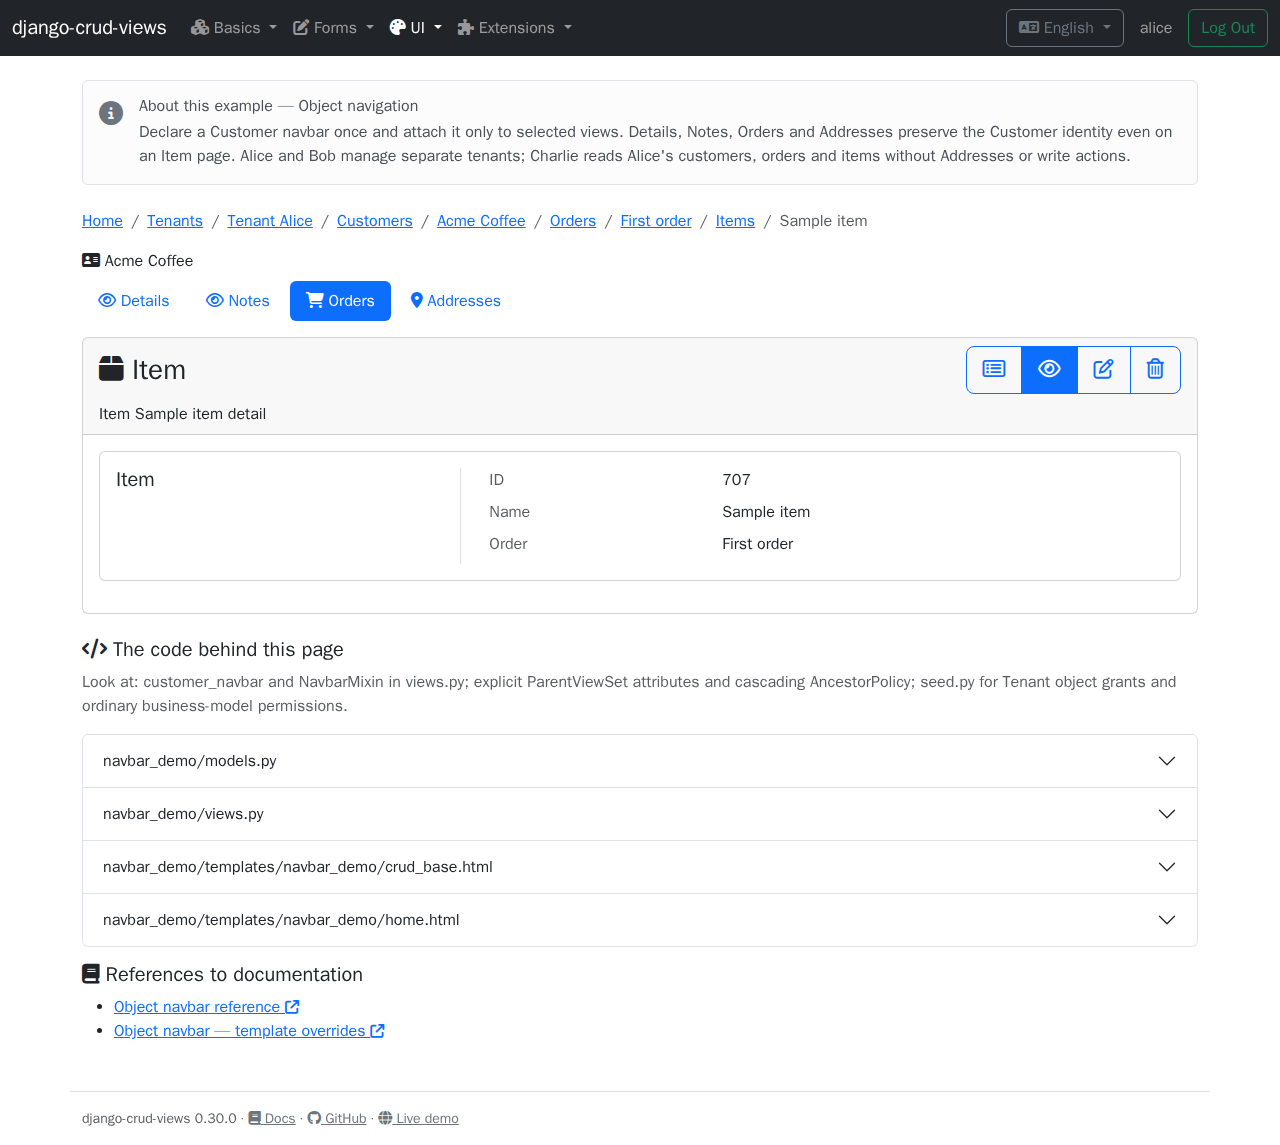 django-crud-views Basics Forms UI Extensions English alice Log Out
About this example — Object navigation
Declare a Customer navbar once and attach it only to selected views. Details, Notes, Orders and Addresses preserve the Customer identity even on
an Item page. Alice and Bob manage separate tenants; Charlie reads Alice's customers, orders and items without Addresses or write actions.
Home / Tenants / Tenant Alice / Customers / Acme Coffee / Orders / First order / Items / Sample item
Acme Coffee
Details Notes Orders Addresses
Item
Item Sample item detail
Item
ID 707
Name Sample item
Order First order
The code behind this page
Look at: customer_navbar and NavbarMixin in views.py; explicit ParentViewSet attributes and cascading AncestorPolicy; seed.py for Tenant object grants and
ordinary business-model permissions.
navbar_demo/models.py
navbar_demo/views.py
navbar_demo/templates/navbar_demo/crud_base.html
navbar_demo/templates/navbar_demo/home.html
References to documentation
Object navbar reference
Object navbar — template overrides
django-crud-views 0.30.0 · Docs · GitHub · Live demo